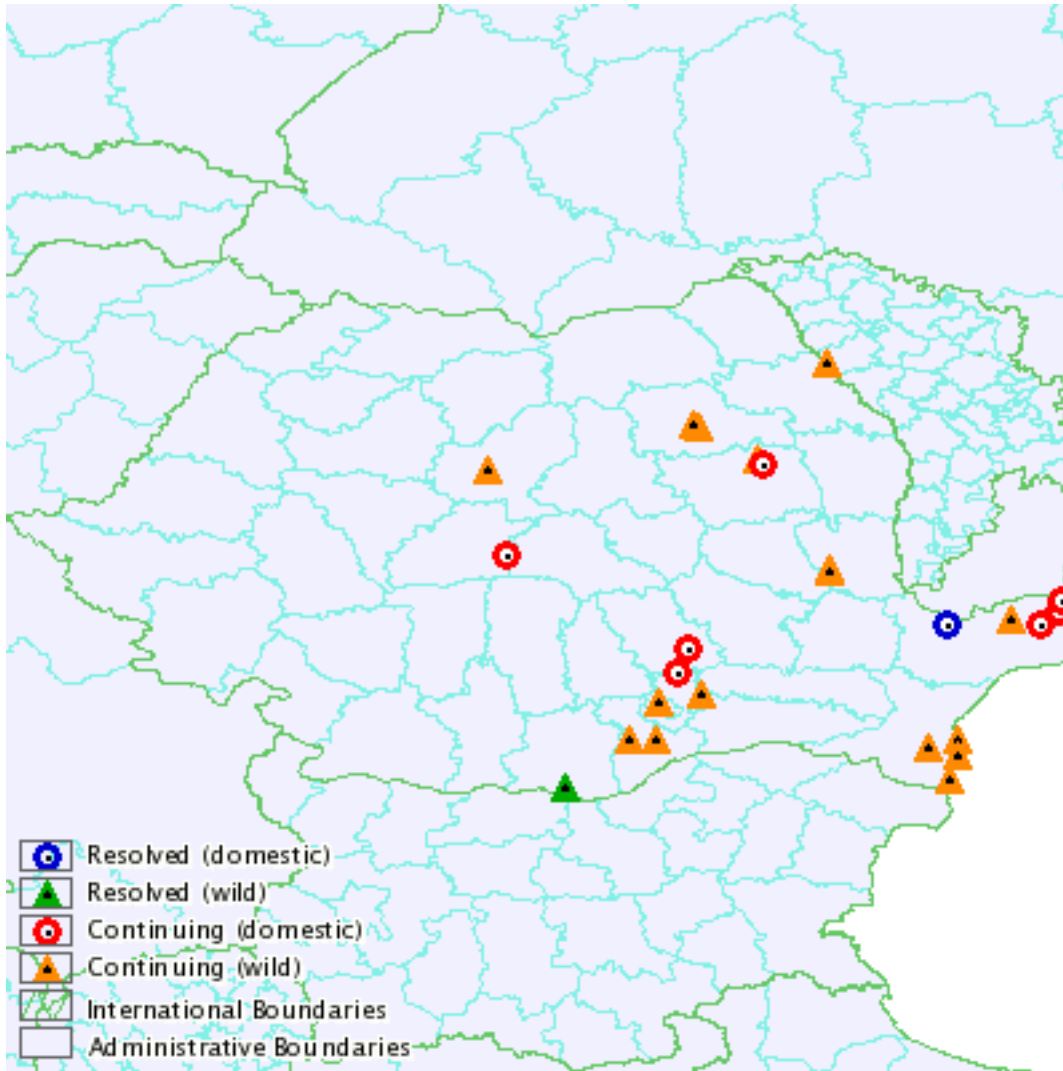 Resolved (domestic)
Resolved (wild)
Continuing (domestic)
Continuing (wild)
International Boundaries
Administrative Boundaries